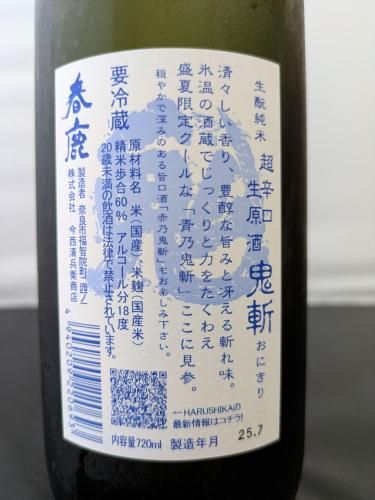 生酛純米 超辛口
生原酒 鬼斬 おにぎり
清々しい香り、豊醇な旨みと冴える斬れ味。
氷温の酒蔵でじっくりと力をたくわえ
盛夏限定クールな「青乃鬼斬」ここに見参。
穏やかで深みのある旨口酒「赤乃鬼斬」もお楽しみ下さい。
要冷蔵
原材料名 米(国産)、米麹(国産米)
精米歩合60% アルコール分18度
20歳未満の飲酒は法律で禁止されています。
春鹿
製造者 奈良市福智院町二四ノ一
株式会社 今西清兵衛商店
4 940209 220693
←HARUSHIKAの
最新情報はコチラ!
内容量720ml 製造年月 25.7